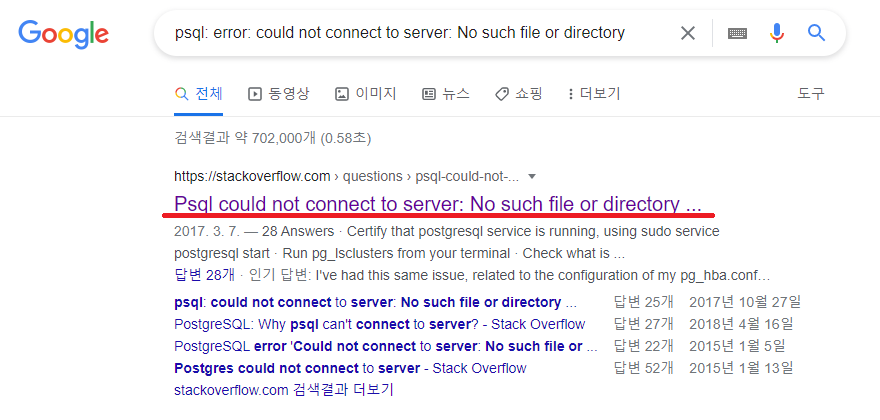 Google
psql: error: could not connect to server: No such file or directory
전체 동영상 이미지 뉴스 쇼핑 더보기 도구
검색결과 약 702,000개 (0.58초)
https://stackoverflow.com › questions › psql-could-not-...
Psql could not connect to server: No such file or directory ...
2017. 3. 7. — 28 Answers · Certify that postgresql service is running, using sudo service
postgresql start · Run pg_lsclusters from your terminal · Check what is ...
답변 28개 · 인기 답변: I've had this same issue, related to the configuration of my pg_hba.conf…
psql: could not connect to server: No such file or directory ... 답변 25개 2017년 10월 27일
PostgreSQL: Why psql can't connect to server? - Stack Overflow 답변 27개 2018년 4월 16일
PostgreSQL error 'Could not connect to server: No such file or ... 답변 22개 2015년 1월 5일
Postgres could not connect to server - Stack Overflow 답변 52개 2015년 1월 13일
stackoverflow.com 검색결과 더보기